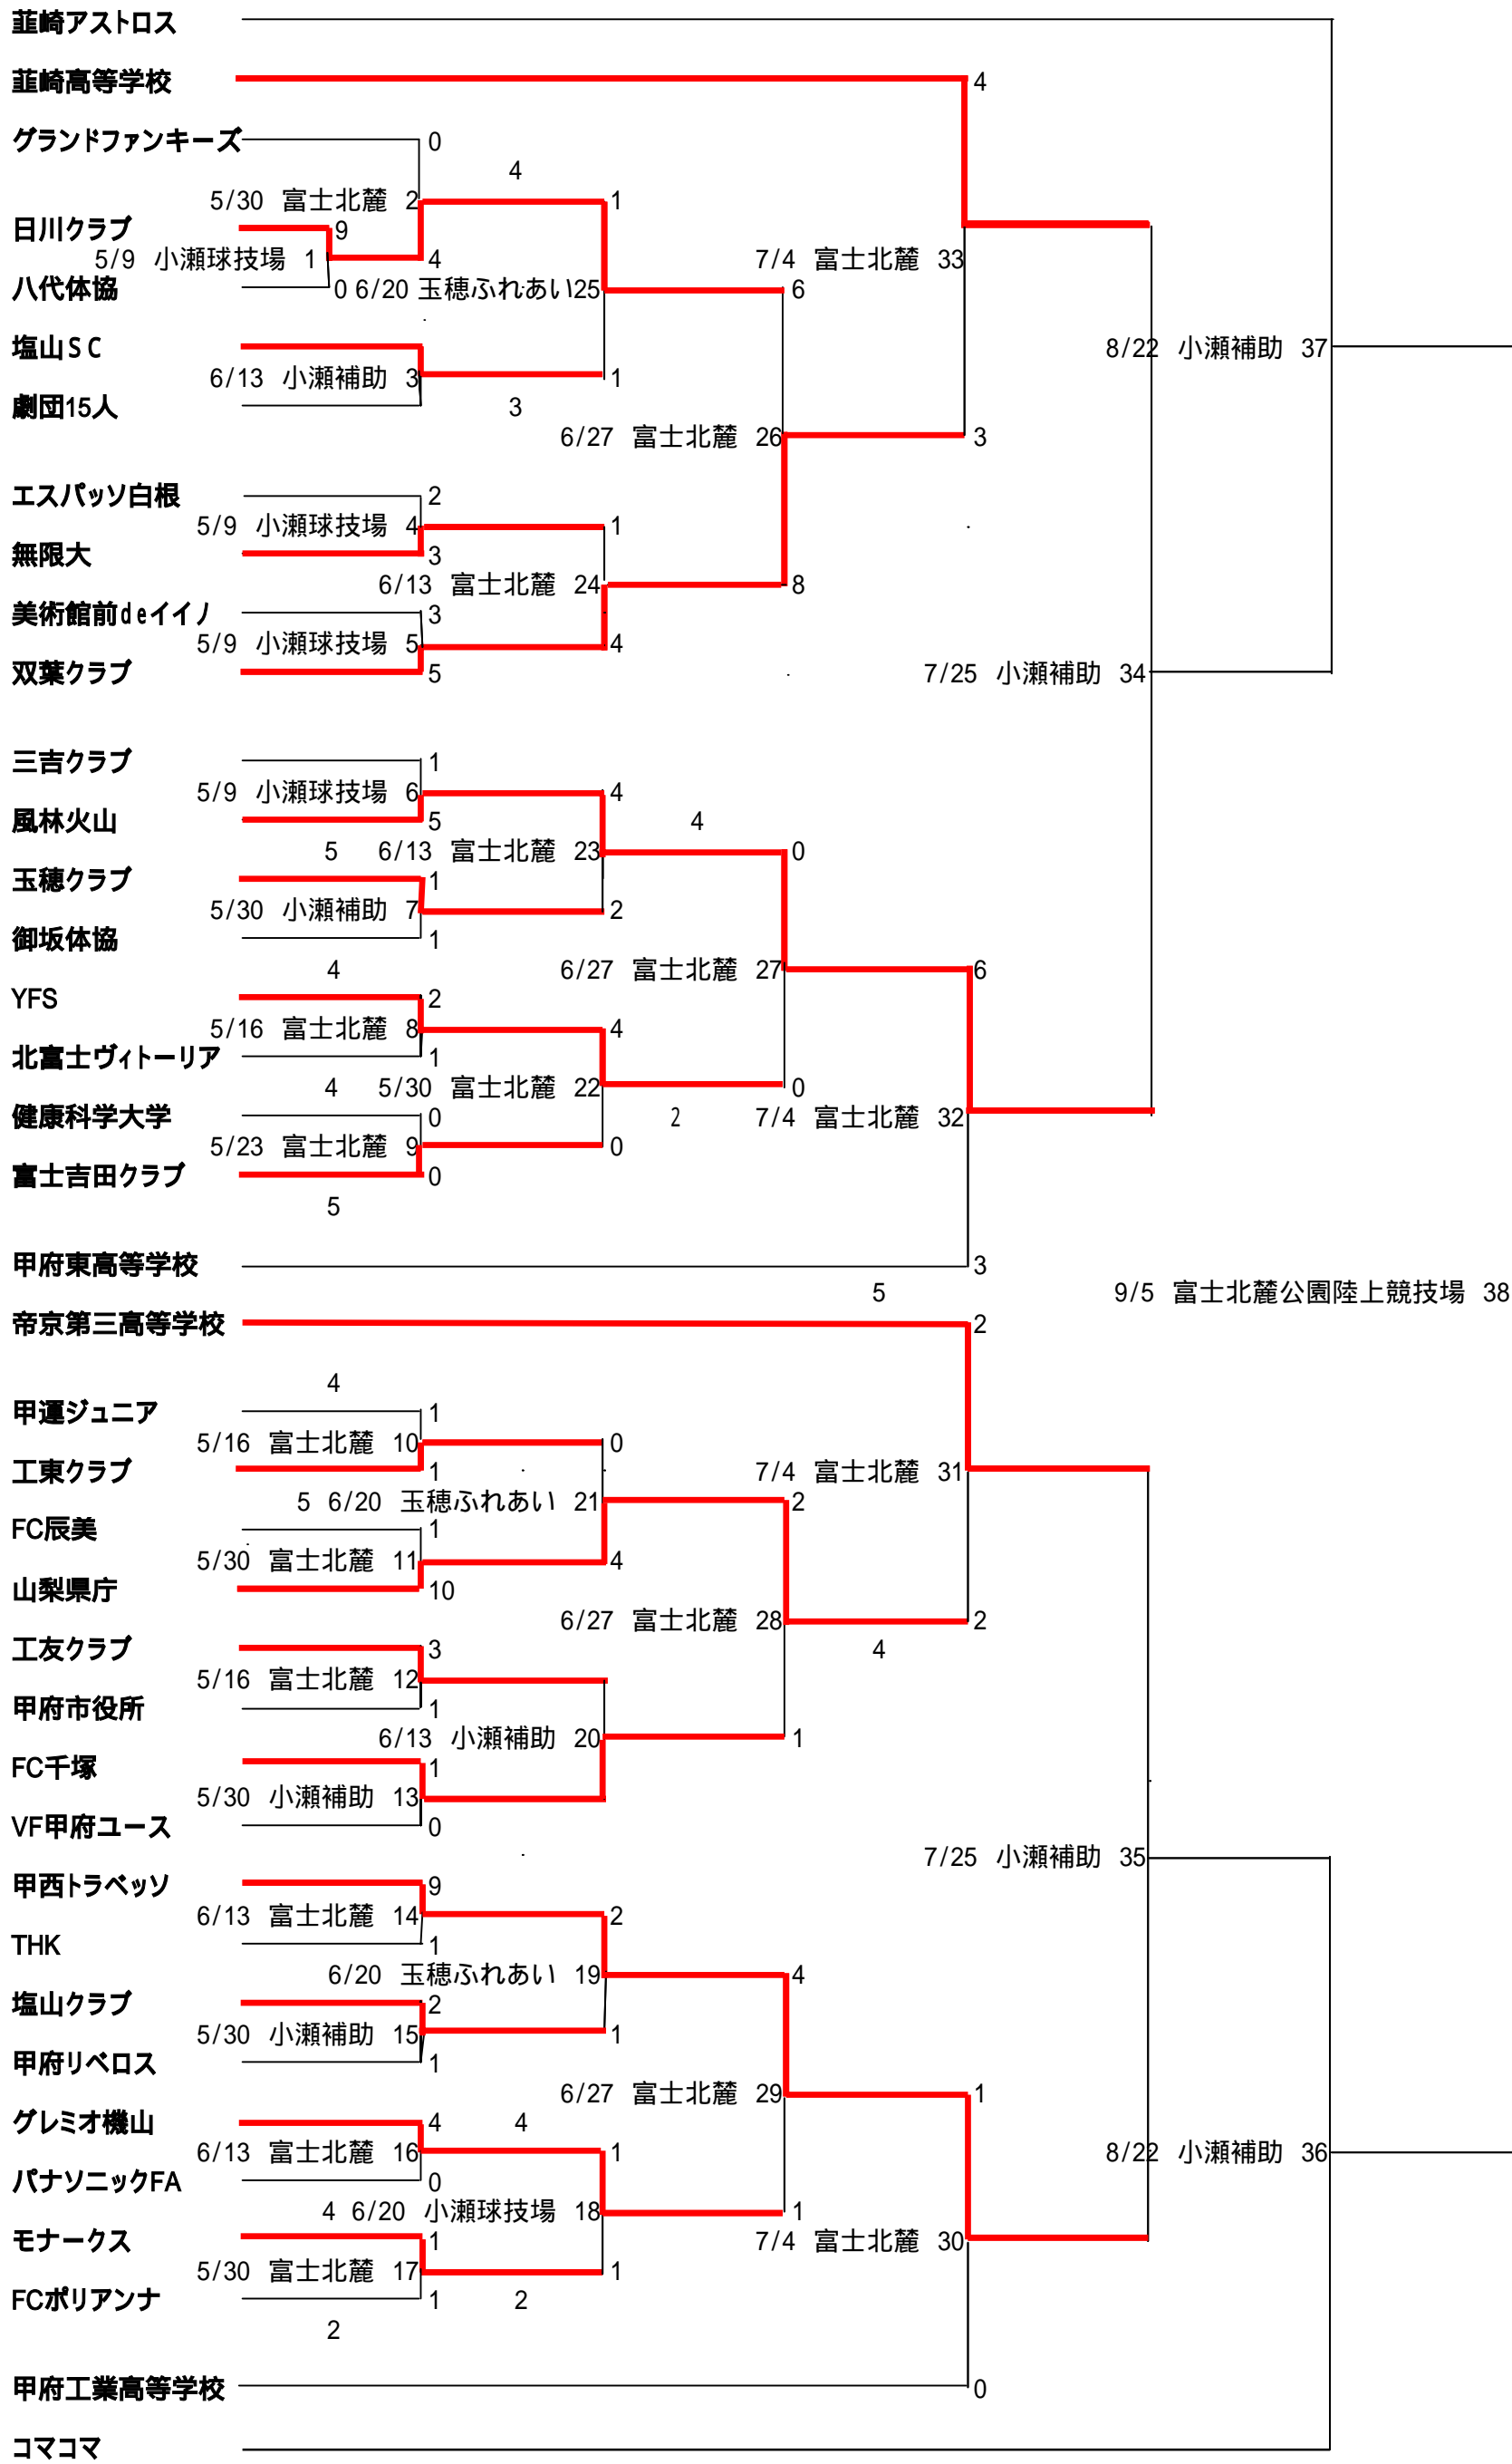 韮崎アストロス
韮崎高等学校
4
グランドファンキーズ
0
4
5/30 富士北麓 2
1
日川クラブ
9
5/9 小瀬球技場 1
4
7/4 富士北麓 33
八代体協
0
6/20 玉穂ふれあい25
6
塩山SC
8/22 小瀬補助 37
6/13 小瀬補助 3
1
劇団15人
3
6/27 富士北麓 26
3
エスパッソ白根
2
5/9 小瀬球技場 4
1
無限大
3
6/13 富士北麓 24
8
美術館前deイイノ
3
5/9 小瀬球技場 5
4
双葉クラブ
5
7/25 小瀬補助 34
三吉クラブ
1
5/9 小瀬球技場 6
4
風林火山
5
4
5
6/13 富士北麓 23
0
玉穂クラブ
1
5/30 小瀬補助 7
2
御坂体協
1
4
6/27 富士北麓 27
6
YFS
2
5/16 富士北麓 8
4
北富士ヴィトーリア
1
4
5/30 富士北麓 22
0
健康科学大学
0
2
7/4 富士北麓 32
5/23 富士北麓 9
0
富士吉田クラブ
0
5
甲府東高等学校
3
5
9/5 富士北麓公園陸上競技場 38
帝京第三高等学校
2
4
甲運ジュニア
1
5/16 富士北麓 10
0
工東クラブ
1
7/4 富士北麓 31
5
6/20 玉穂ふれあい 21
2
FC辰美
1
5/30 富士北麓 11
4
山梨県庁
10
6/27 富士北麓 28
2
工友クラブ
3
4
5/16 富士北麓 12
甲府市役所
1
6/13 小瀬補助 20
1
FC千塚
1
5/30 小瀬補助 13
VF甲府ユース
0
7/25 小瀬補助 35
甲西トラベッソ
9
6/13 富士北麓 14
2
THK
1
6/20 玉穂ふれあい 19
4
塩山クラブ
2
5/30 小瀬補助 15
1
甲府リベロス
1
6/27 富士北麓 29
1
グレミオ機山
4
4
6/13 富士北麓 16
1
8/22 小瀬補助 36
パナソニックFA
0
4
6/20 小瀬球技場 18
1
モナークス
1
7/4 富士北麓 30
5/30 富士北麓 17
1
FCポリアンナ
1
2
2
甲府工業高等学校
0
コマコマ